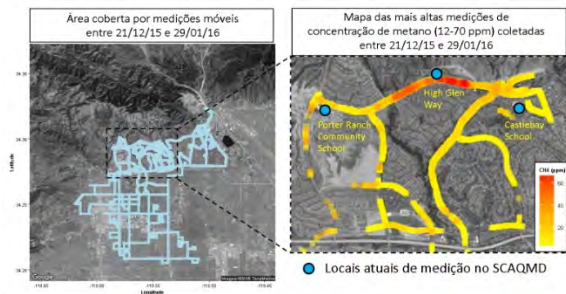 Área coberta por medições móveis
entre 21/12/15 e 29/01/16
Mapa das mais altas medições de
concentração de metano (12-70 ppm) coletadas
entre 21/12/15 e 29/01/16
High Glen
Way
Porter Ranch
Community
School
Castlebay
School
CH4 (ppm)
60
40
20
Latitude
Longitude
Google
Locais atuais de medição no SCAQMD